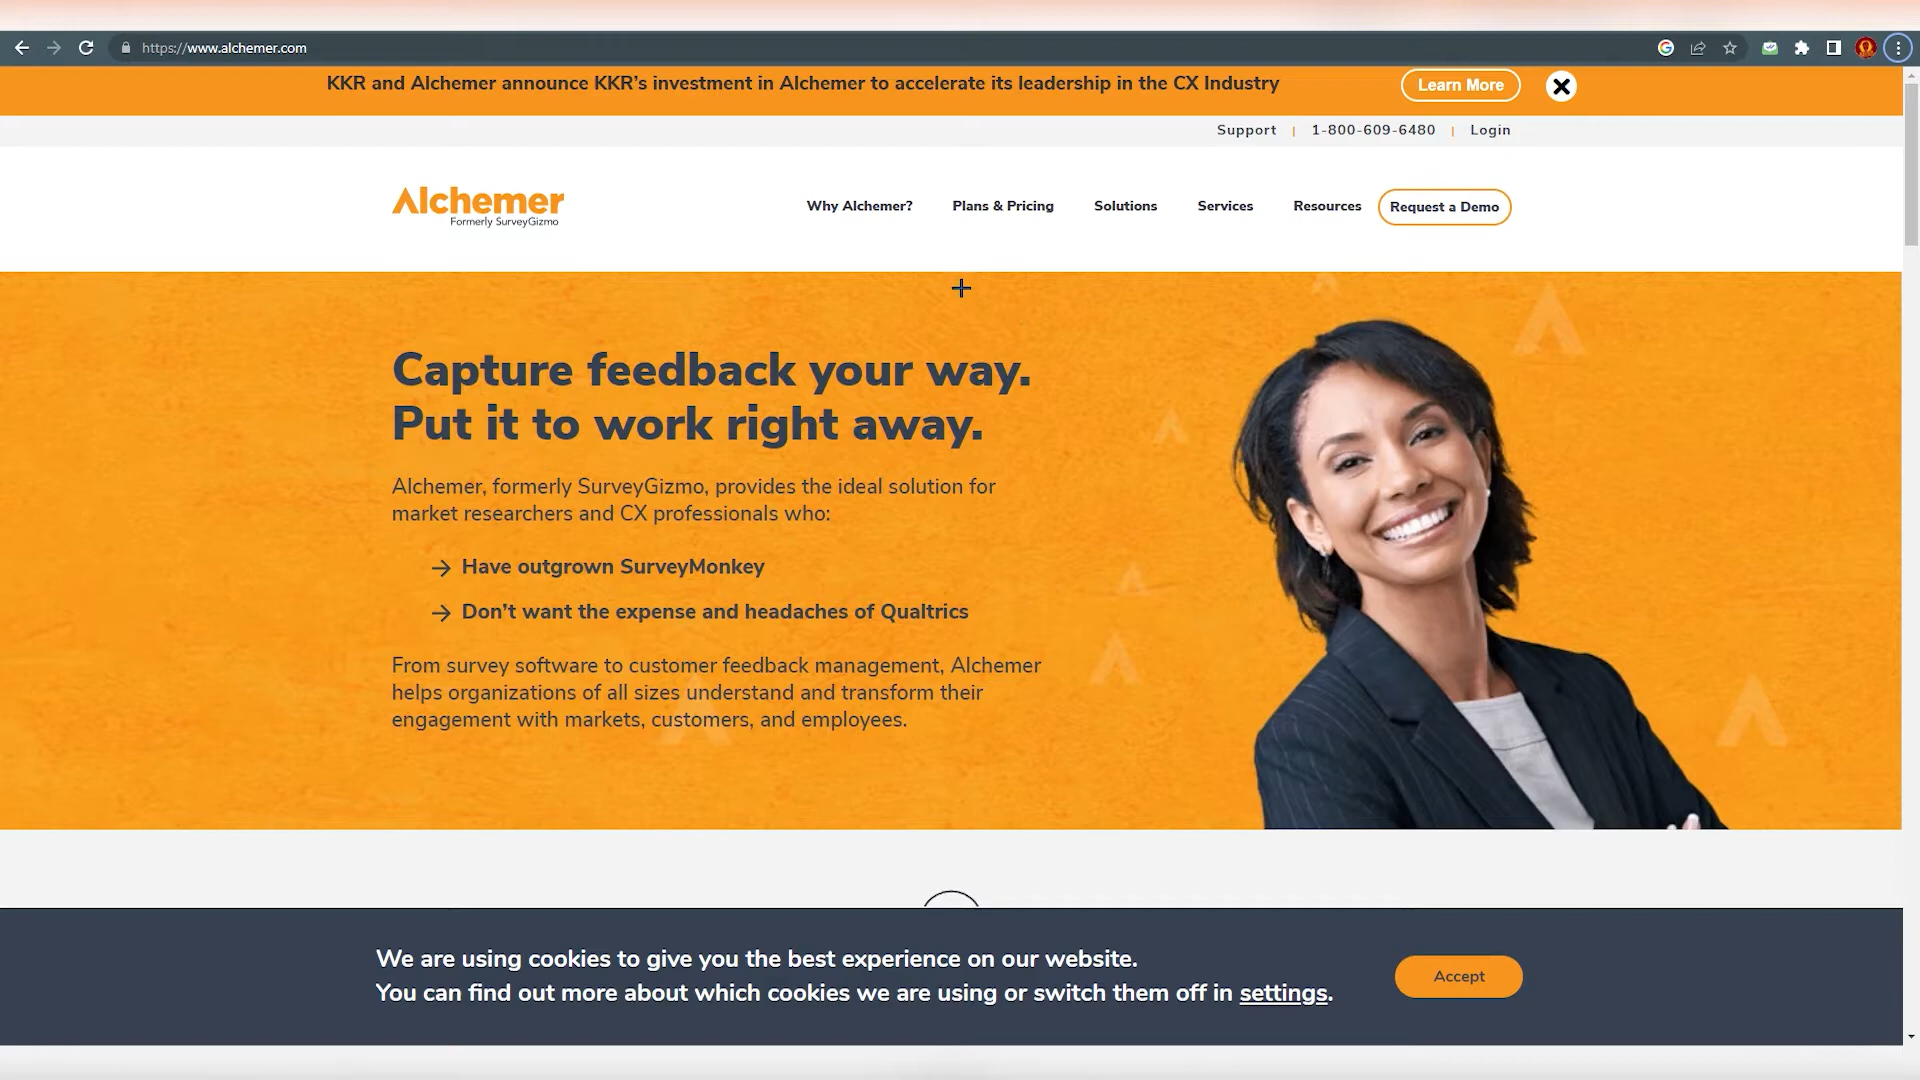 https://www.alchemer.com
KKR and Alchemer announce KKR's investment in Alchemer to accelerate its leadership in the CX Industry
Learn More
Support | 1-800-609-6480 | Login
Alchemer
Formerly SurveyGizmo
Why Alchemer?
Plans & Pricing
Solutions
Services
Resources
Request a Demo
Capture feedback your way.
Put it to work right away.
Alchemer, formerly SurveyGizmo, provides the ideal solution for
market researchers and CX professionals who:
→ Have outgrown SurveyMonkey
→ Don't want the expense and headaches of Qualtrics
From survey software to customer feedback management, Alchemer
helps organizations of all sizes understand and transform their
engagement with markets, customers, and employees.
We are using cookies to give you the best experience on our website.
You can find out more about which cookies we are using or switch them off in settings.
Accept